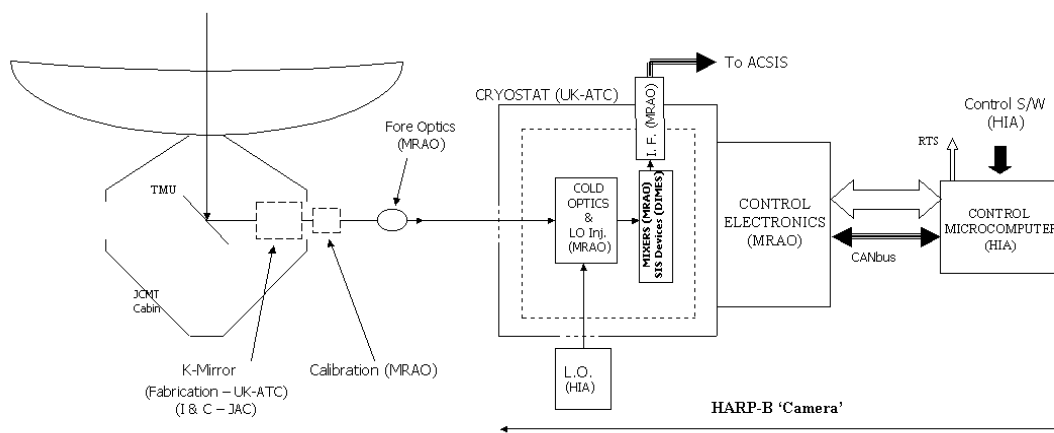 To ACSIS
CRYOSTAT (UK-ATC)
I. F. (MRAO)
Control S/W
(HIA)
Fore Optics
(MRAO)
RTS
TMU
COLD
OPTICS
&
LO Inj.
(MRAO)
MIXERS (MRAO)
SIS Devices (DIMES)
CONTROL
ELECTRONICS
(MRAO)
CONTROL
MICROCOMPUTER
(HIA)
CANbus
JCMT
Cabin
K-Mirror
(Fabrication – UK-ATC)
(I & C – JAC)
Calibration (MRAO)
L.O.
(HIA)
HARP-B ‘Camera’